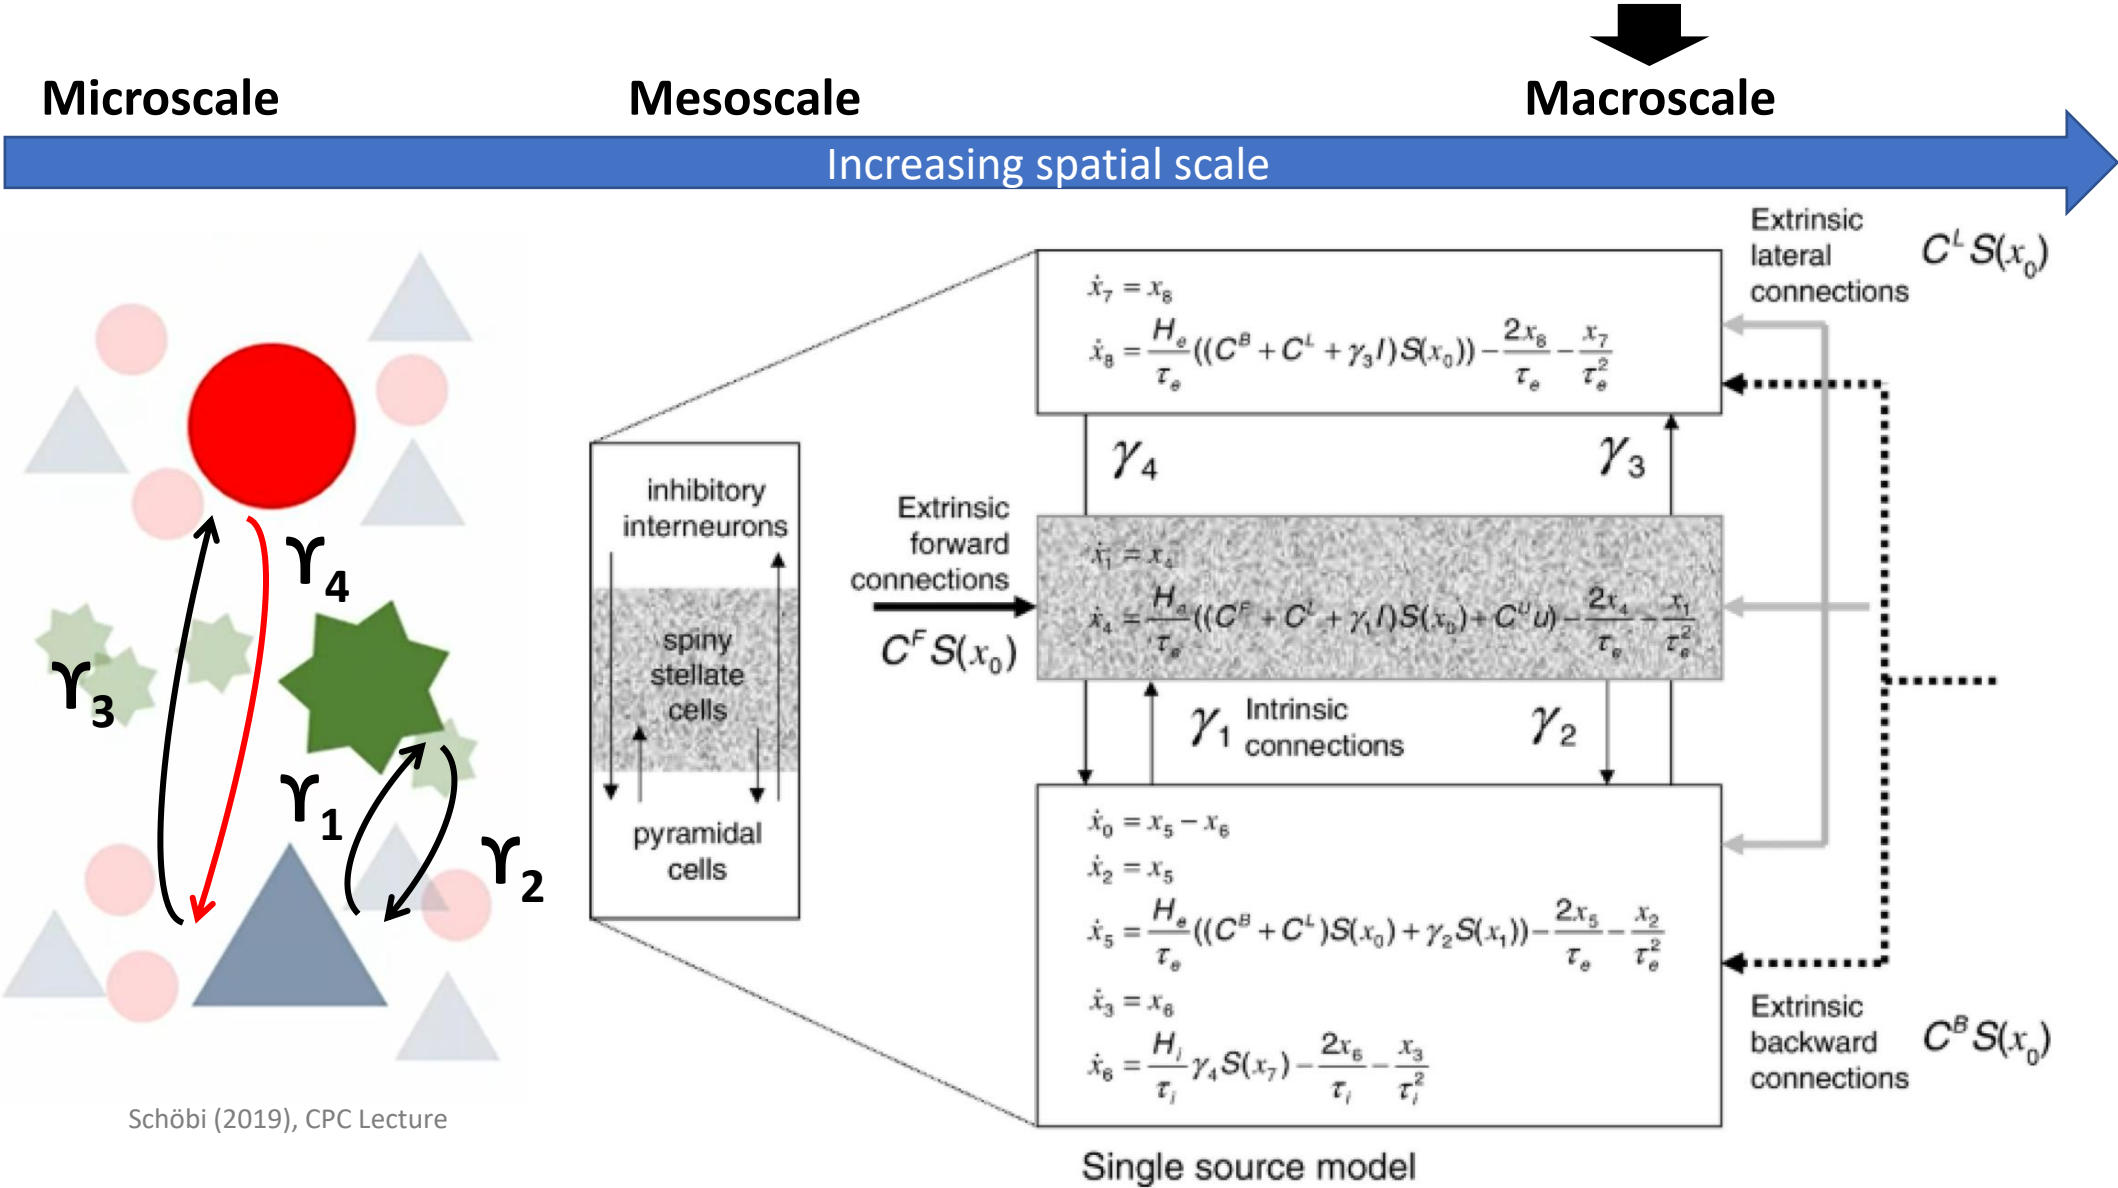 Microscale
Mesoscale
Macroscale
Increasing spatial scale
ϒ4
ϒ3
ϒ1
ϒ2
Schöbi (2019), CPC Lecture
inhibitory
interneurons
spiny
stellate
cells
pyramidal
cells
Extrinsic
forward
connections
C^F S(x_0)
ẋ_7 = x_8
ẋ_8 = H_e/τ_e ((C^B + C^L + γ_3 I) S(x_0)) − 2x_8/τ_e − x_7/τ_e^2
γ_4
γ_3
ẋ_1 = x_4
ẋ_4 = H_e/τ_e ((C^F + C^L + γ_1 I) S(x_0) + C^U u) − 2x_4/τ_e − x_1/τ_e^2
γ_1
Intrinsic
connections
γ_2
ẋ_0 = x_5 − x_6
ẋ_2 = x_5
ẋ_5 = H_e/τ_e ((C^B + C^L) S(x_0) + γ_2 S(x_1)) − 2x_5/τ_e − x_2/τ_e^2
ẋ_3 = x_6
ẋ_6 = H_i/τ_i γ_4 S(x_7) − 2x_6/τ_i − x_3/τ_i^2
Single source model
Extrinsic
lateral
connections
C^L S(x_0)
Extrinsic
backward
connections
C^B S(x_0)